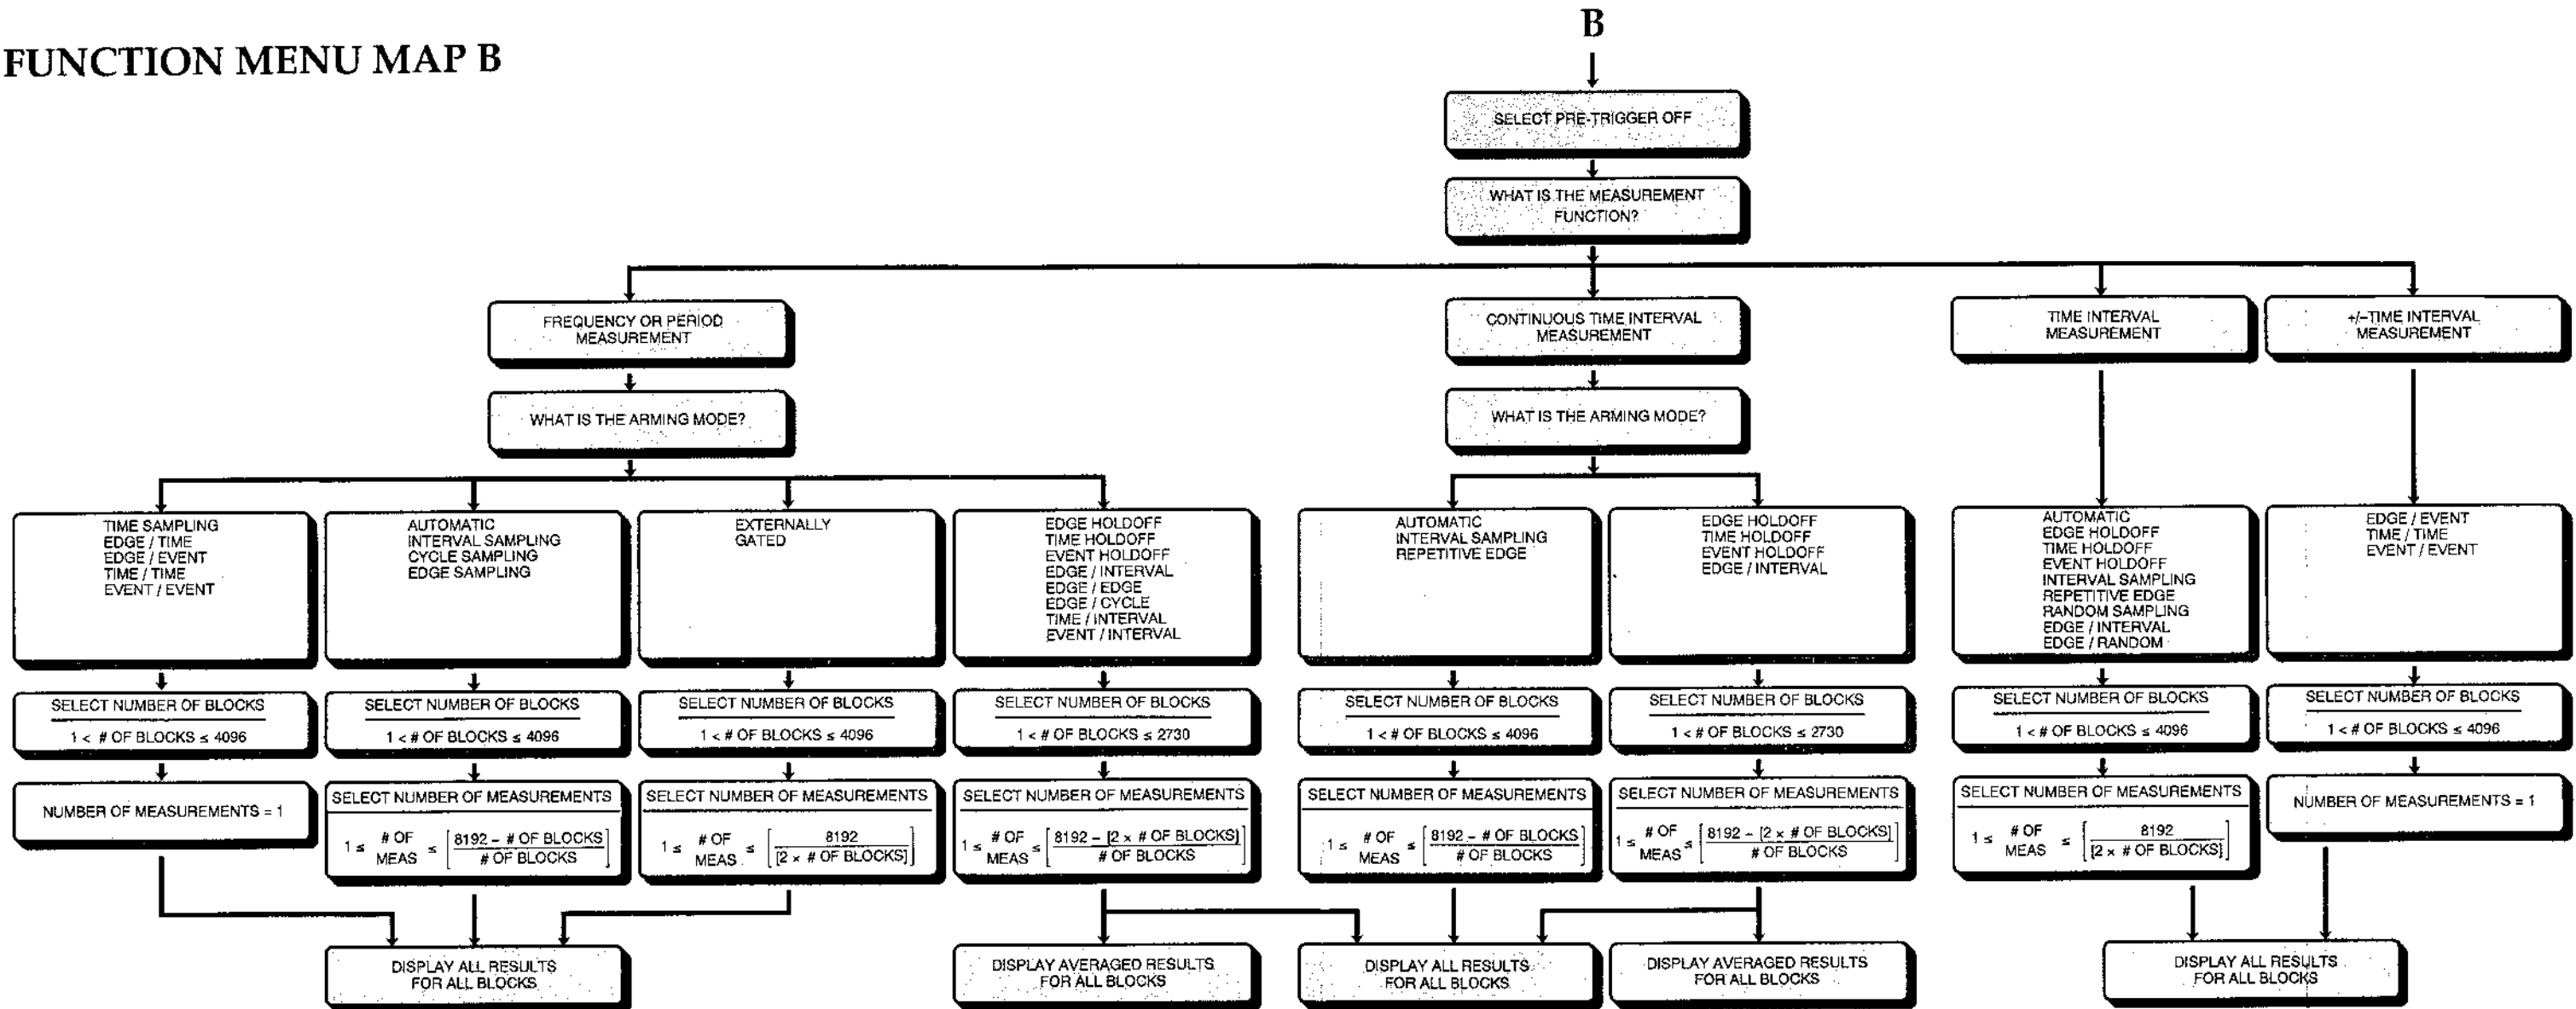 FUNCTION MENU MAP B
B
SELECT PRE-TRIGGER OFF
WHAT IS THE MEASUREMENT
FUNCTION?
FREQUENCY OR PERIOD
MEASUREMENT
CONTINUOUS TIME INTERVAL
MEASUREMENT
TIME INTERVAL
MEASUREMENT
+/–TIME INTERVAL
MEASUREMENT
WHAT IS THE ARMING MODE?
WHAT IS THE ARMING MODE?
TIME SAMPLING
EDGE / TIME
EDGE / EVENT
TIME / TIME
EVENT / EVENT
AUTOMATIC
INTERVAL SAMPLING
CYCLE SAMPLING
EDGE SAMPLING
EXTERNALLY
GATED
EDGE HOLDOFF
TIME HOLDOFF
EVENT HOLDOFF
EDGE / INTERVAL
EDGE / EDGE
EDGE / CYCLE
TIME / INTERVAL
EVENT / INTERVAL
AUTOMATIC
INTERVAL SAMPLING
REPETITIVE EDGE
EDGE HOLDOFF
TIME HOLDOFF
EVENT HOLDOFF
EDGE / INTERVAL
AUTOMATIC
EDGE HOLDOFF
TIME HOLDOFF
EVENT HOLDOFF
INTERVAL SAMPLING
REPETITIVE EDGE
RANDOM SAMPLING
EDGE / INTERVAL
EDGE / RANDOM
EDGE / EVENT
TIME / TIME
EVENT / EVENT
SELECT NUMBER OF BLOCKS
1 < # OF BLOCKS ≤ 4096
SELECT NUMBER OF BLOCKS
1 < # OF BLOCKS ≤ 4096
SELECT NUMBER OF BLOCKS
1 < # OF BLOCKS ≤ 4096
SELECT NUMBER OF BLOCKS
1 < # OF BLOCKS ≤ 2730
SELECT NUMBER OF BLOCKS
1 < # OF BLOCKS ≤ 4096
SELECT NUMBER OF BLOCKS
1 < # OF BLOCKS ≤ 2730
SELECT NUMBER OF BLOCKS
1 < # OF BLOCKS ≤ 4096
SELECT NUMBER OF BLOCKS
1 < # OF BLOCKS ≤ 4096
NUMBER OF MEASUREMENTS = 1
SELECT NUMBER OF MEASUREMENTS
1 ≤ # OF MEAS ≤ [8192 – # OF BLOCKS / # OF BLOCKS]
SELECT NUMBER OF MEASUREMENTS
1 ≤ # OF MEAS ≤ [8192 / [2 × # OF BLOCKS]]
SELECT NUMBER OF MEASUREMENTS
1 ≤ # OF MEAS ≤ [8192 – [2 × # OF BLOCKS] / # OF BLOCKS]
SELECT NUMBER OF MEASUREMENTS
1 ≤ # OF MEAS ≤ [8192 – # OF BLOCKS / # OF BLOCKS]
SELECT NUMBER OF MEASUREMENTS
1 ≤ # OF MEAS ≤ [8192 – [2 × # OF BLOCKS] / # OF BLOCKS]
SELECT NUMBER OF MEASUREMENTS
1 ≤ # OF MEAS ≤ [8192 / [2 × # OF BLOCKS]]
NUMBER OF MEASUREMENTS = 1
DISPLAY ALL RESULTS
FOR ALL BLOCKS
DISPLAY AVERAGED RESULTS
FOR ALL BLOCKS
DISPLAY ALL RESULTS
FOR ALL BLOCKS
DISPLAY AVERAGED RESULTS
FOR ALL BLOCKS
DISPLAY ALL RESULTS
FOR ALL BLOCKS